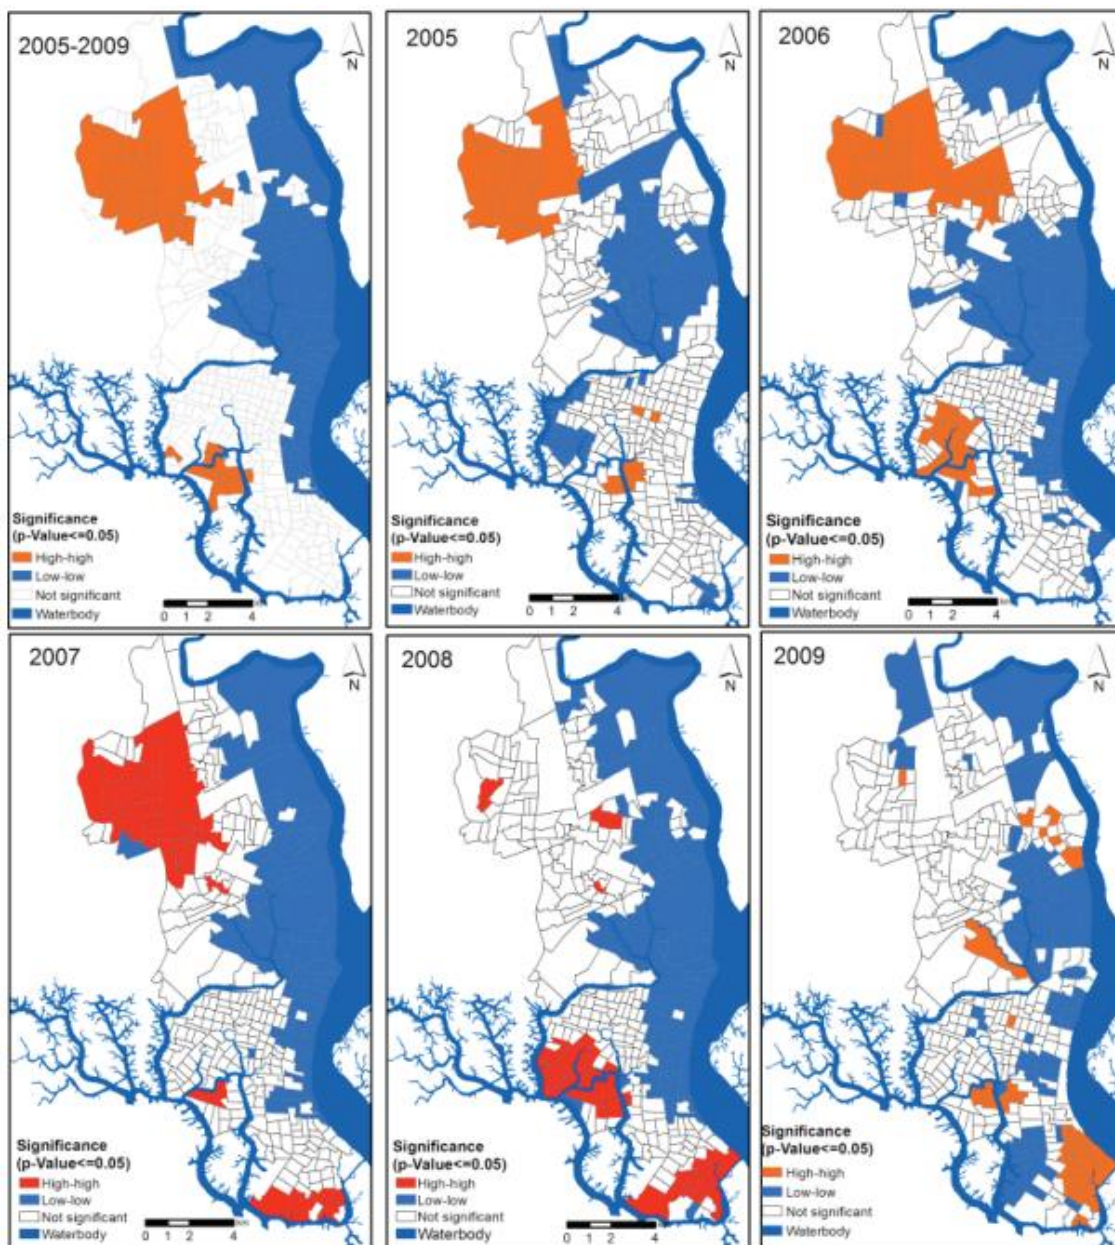 2005-2009
N
Significance
(p-Value<=0.05)
High-high
Low-low
Not significant
Waterbody
0 1 2 4
2005
N
Significance
(p-Value<=0.05)
High-high
Low-low
Not significant
Waterbody
0 1 2 4
2006
N
Significance
(p-Value<=0.05)
High-high
Low-low
Not significant
Waterbody
0 1 2 4
2007
N
Significance
(p-Value<=0.05)
High-high
Low-low
Not significant
Waterbody
0 1 2 4
2008
N
Significance
(p-Value<=0.05)
High-high
Low-low
Not significant
Waterbody
0 1 2 4
2009
N
Significance
(p-Value<=0.05)
High-high
Low-low
Not significant
Waterbody
0 1 2 4